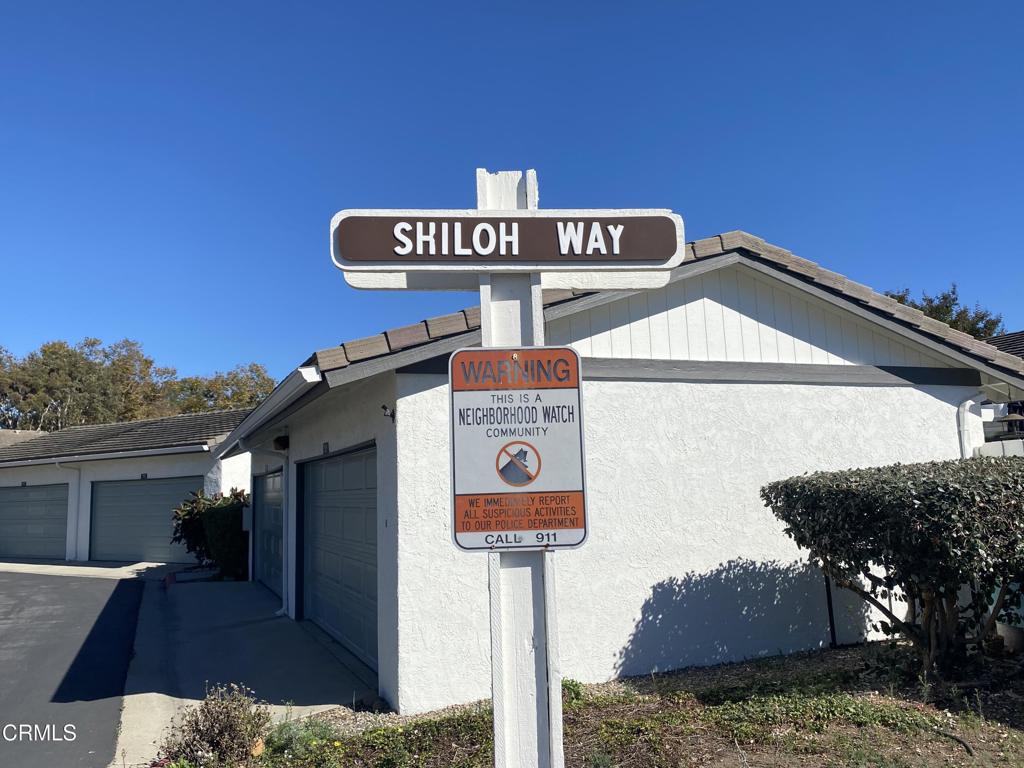 SHILOH WAY
WARNING
THIS IS A
NEIGHBORHOOD WATCH
COMMUNITY
WE IMMEDIATELY REPORT
ALL SUSPICIOUS ACTIVITIES
TO OUR POLICE DEPARTMENT
CALL 911
CRMLS